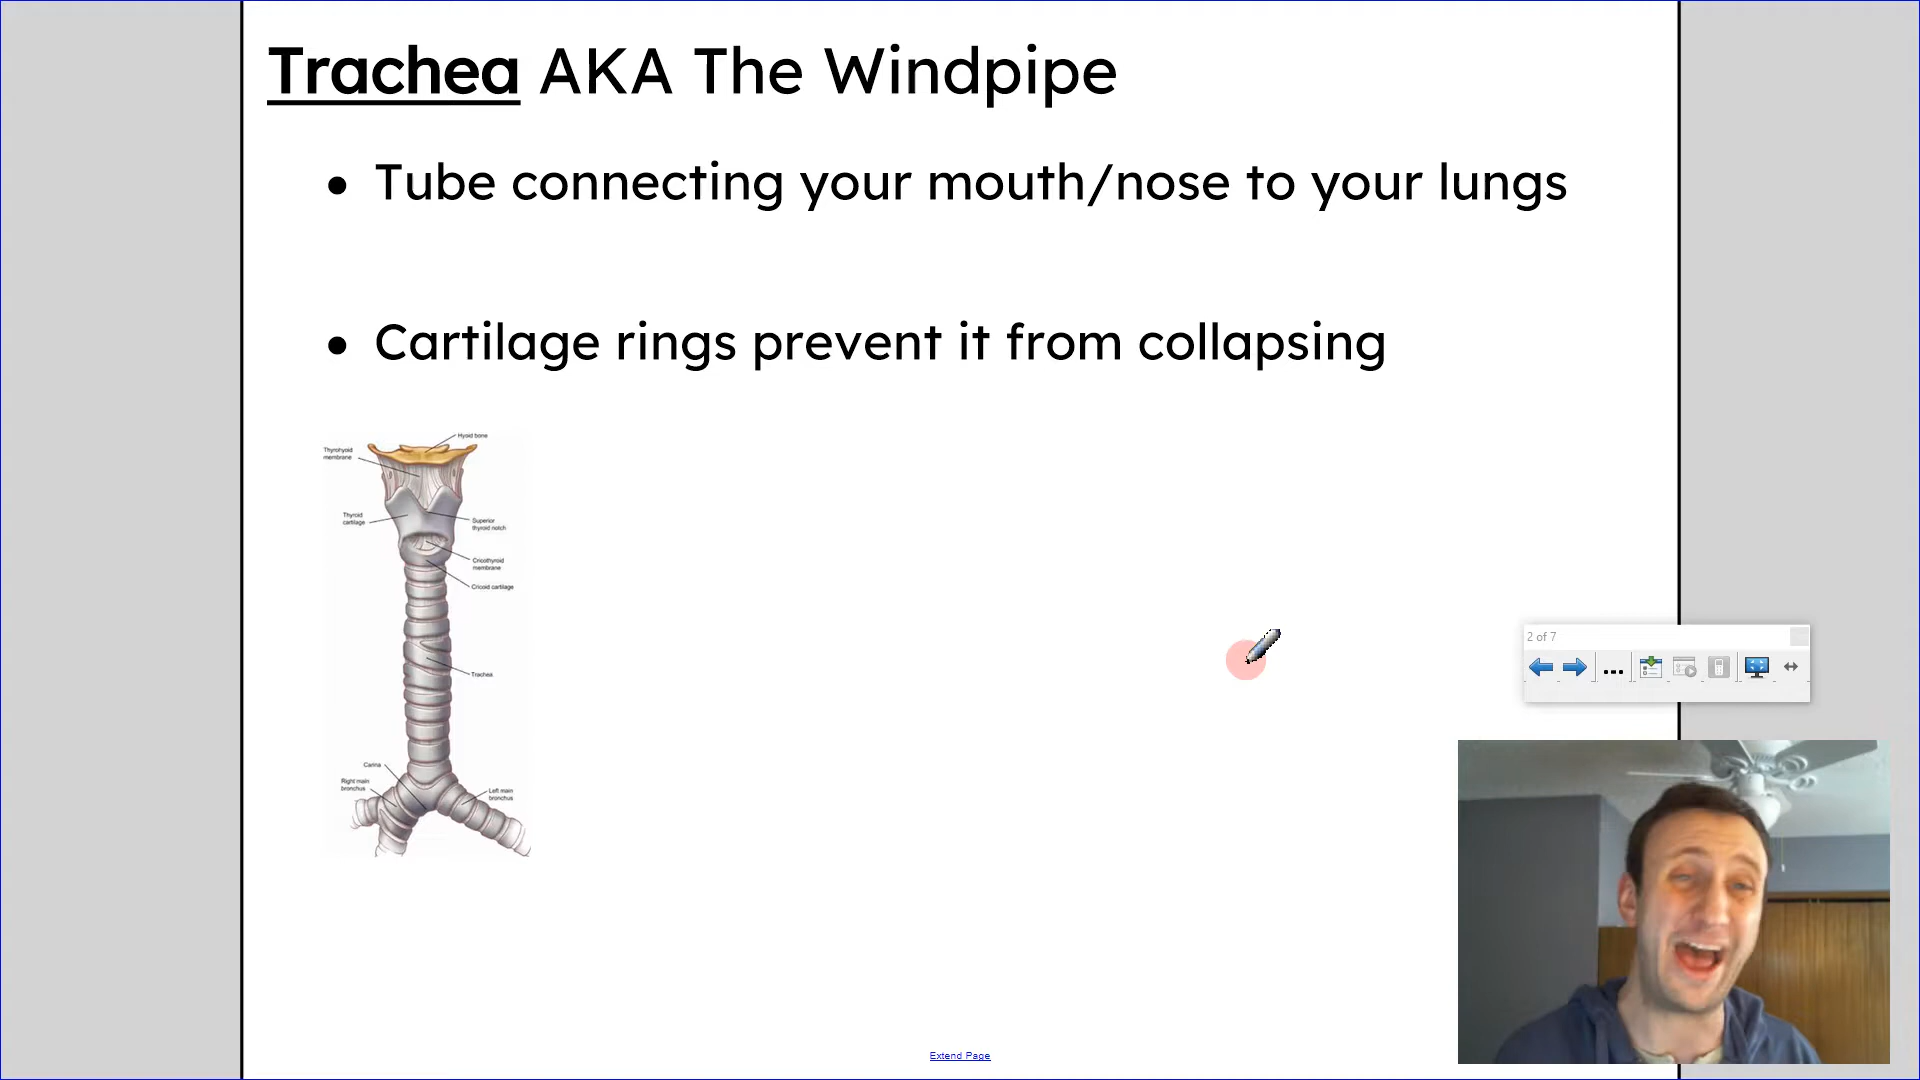 Trachea AKA The Windpipe
• Tube connecting your mouth/nose to your lungs
• Cartilage rings prevent it from collapsing
Hyoid bone
Thyrohyoid
membrane
Thyroid
cartilage
Superior
thyroid notch
Cricothyroid
membrane
Cricoid cartilage
Trachea
Carina
Right main
bronchus
Left main
bronchus
2 of 7
...
Extend Page